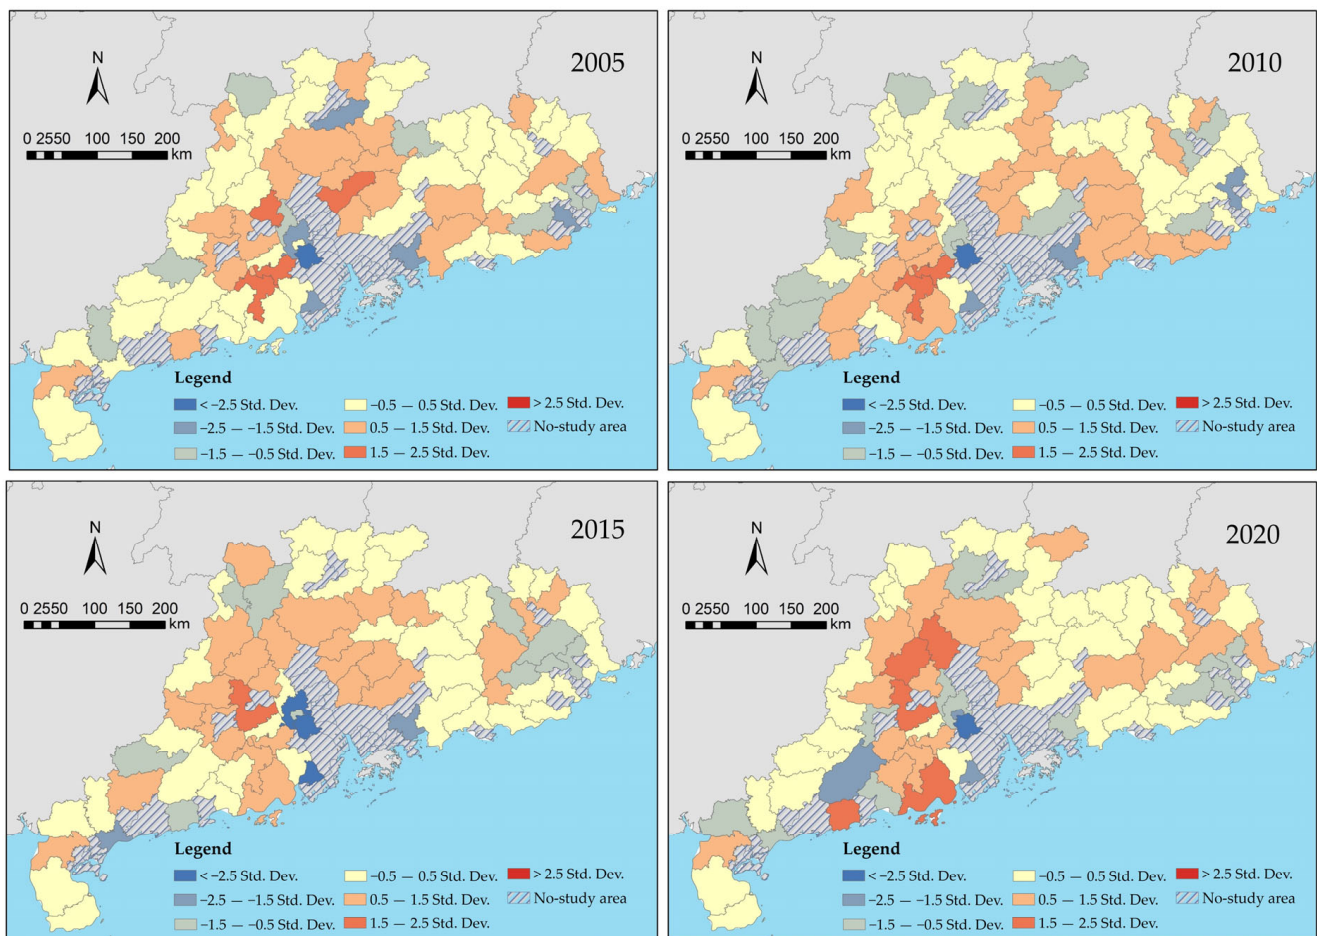 2005
N
0 2550 100 150 200
km
Legend
< −2.5 Std. Dev.
−2.5 — −1.5 Std. Dev.
−1.5 — −0.5 Std. Dev.
−0.5 — 0.5 Std. Dev.
0.5 — 1.5 Std. Dev.
1.5 — 2.5 Std. Dev.
> 2.5 Std. Dev.
No-study area
2010
N
0 2550 100 150 200
km
Legend
< −2.5 Std. Dev.
−2.5 — −1.5 Std. Dev.
−1.5 — −0.5 Std. Dev.
−0.5 — 0.5 Std. Dev.
0.5 — 1.5 Std. Dev.
1.5 — 2.5 Std. Dev.
> 2.5 Std. Dev.
No-study area
2015
N
0 2550 100 150 200
km
Legend
< −2.5 Std. Dev.
−2.5 — −1.5 Std. Dev.
−1.5 — −0.5 Std. Dev.
−0.5 — 0.5 Std. Dev.
0.5 — 1.5 Std. Dev.
1.5 — 2.5 Std. Dev.
> 2.5 Std. Dev.
No-study area
2020
N
0 2550 100 150 200
km
Legend
< −2.5 Std. Dev.
−2.5 — −1.5 Std. Dev.
−1.5 — −0.5 Std. Dev.
−0.5 — 0.5 Std. Dev.
0.5 — 1.5 Std. Dev.
1.5 — 2.5 Std. Dev.
> 2.5 Std. Dev.
No-study area